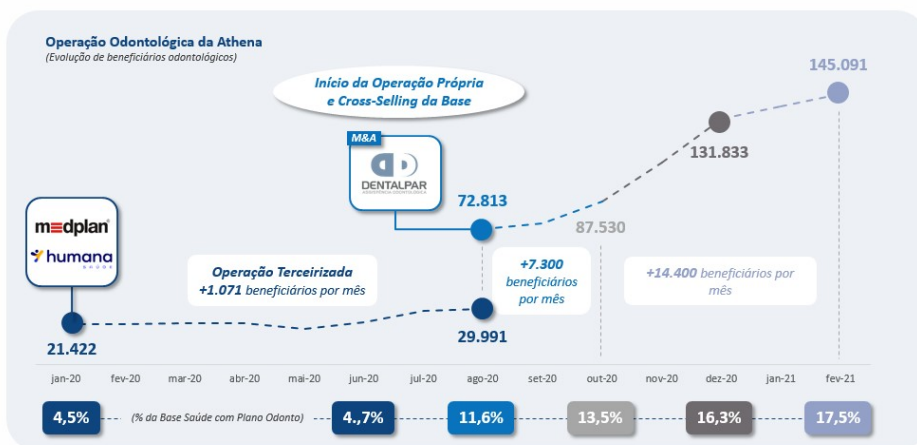 Operação Odontológica da Athena
(Evolução de beneficiários odontológicos)
145.091
Início da Operação Própria
e Cross-Selling da Base
M&A
DENTALPAR
ASSISTÊNCIA ODONTOLÓGICA
131.833
72.813
87.530
medplan
humana
SAÚDE
Operação Terceirizada
+1.071 beneficiários por mês
+7.300
beneficiários
por mês
+14.400 beneficiários por
mês
21.422
29.991
jan-20 fev-20 mar-20 abr-20 mai-20 jun-20 jul-20 ago-20 set-20 out-20 nov-20 dez-20 jan-21 fev-21
4,5% (% da Base Saúde com Plano Odonto) 4.,7% 11,6% 13,5% 16,3% 17,5%